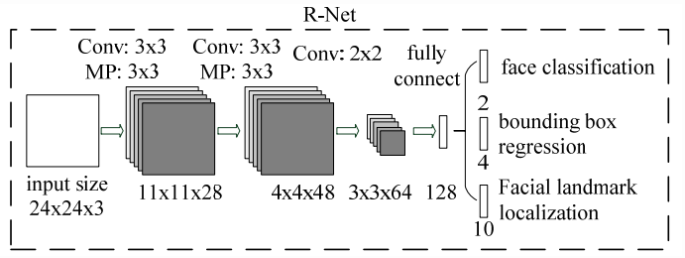 R-Net
Conv: 3x3
MP: 3x3
Conv: 3x3
MP: 3x3
Conv: 2x2
fully
connect
face classification
2
bounding box
regression
4
Facial landmark
localization
10
input size
24x24x3
11x11x28
4x4x48
3x3x64
128